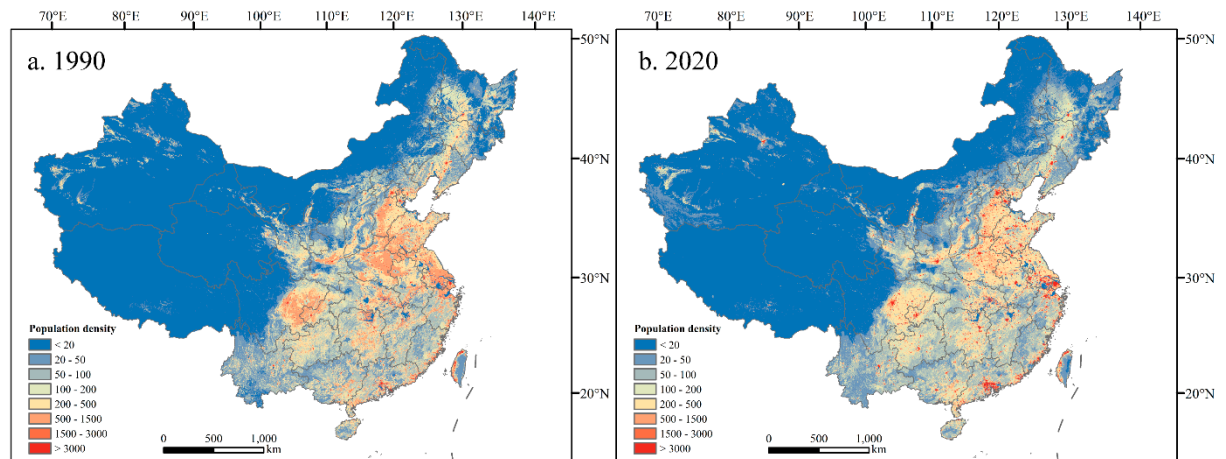 70°E 80°E 90°E 100°E 110°E 120°E 130°E 140°E
a. 1990
50°N
40°N
30°N
20°N
Population density
< 20
20 - 50
50 - 100
100 - 200
200 - 500
500 - 1500
1500 - 3000
> 3000
0 500 1,000
km
70°E 80°E 90°E 100°E 110°E 120°E 130°E 140°E
b. 2020
50°N
40°N
30°N
20°N
Population density
< 20
20 - 50
50 - 100
100 - 200
200 - 500
500 - 1500
1500 - 3000
> 3000
0 500 1,000
km